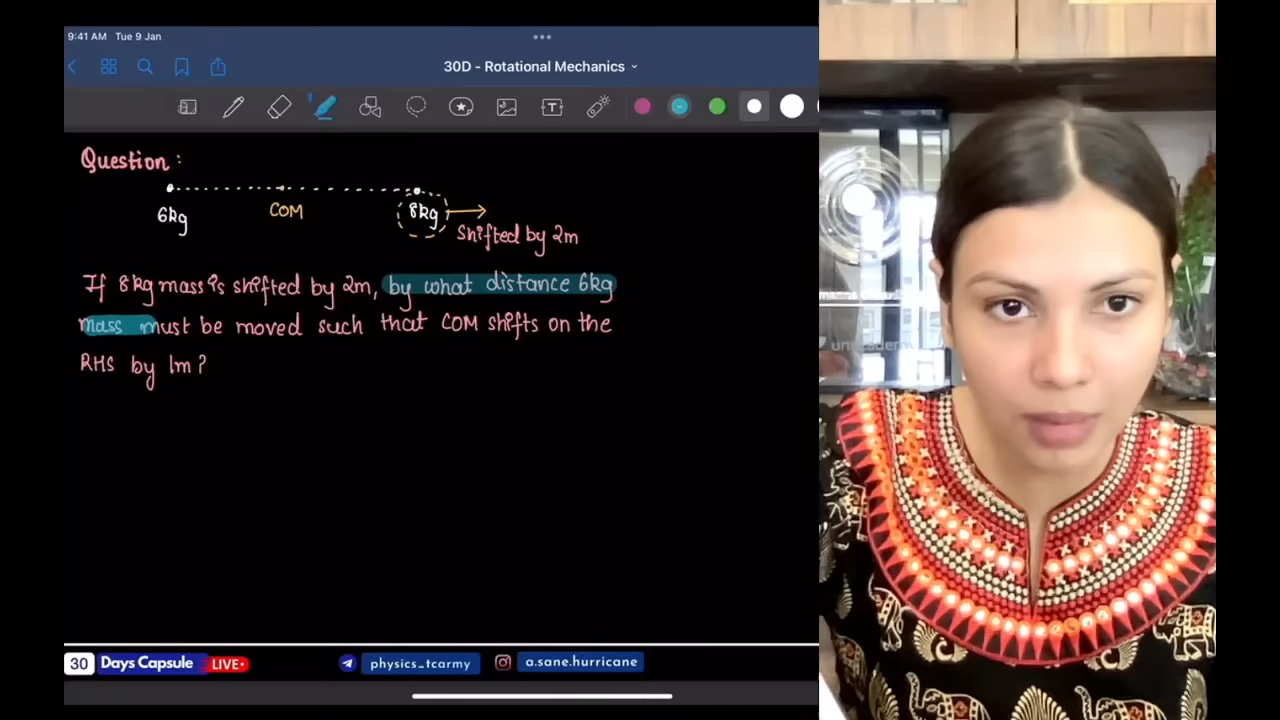 9:41 AM Tue 9 Jan
30D - Rotational Mechanics
Question :
6kg COM 8kg
Shifted by 2m
If 8kg mass is shifted by 2m, by what distance 6kg
mass must be moved such that COM shifts on the
RHS by 1m?
30 Days Capsule LIVE physics_tcarmy a.sane.hurricane